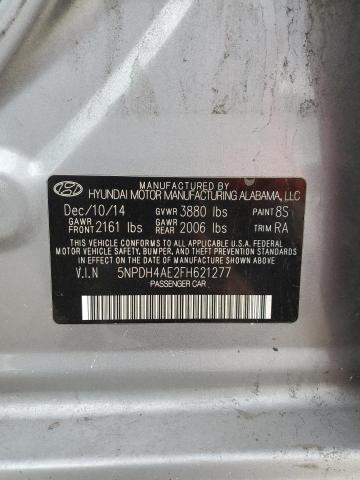 MANUFACTURED BY
HYUNDAI MOTOR MANUFACTURING ALABAMA, LLC
Dec/10/14 GVWR 3880 lbs PAINT 8S
GAWR FRONT 2161 lbs GAWR REAR 2006 lbs TRIM RA
THIS VEHICLE CONFORMS TO ALL APPLICABLE U.S. FEDERAL
MOTOR VEHICLE SAFETY, BUMPER, AND THEFT PREVENTION
STANDARDS IN EFFECT ON THE DATE OF MANUFACTURE SHOWN ABOVE.
V.I.N 5NPDH4AE2FH621277
PASSENGER CAR